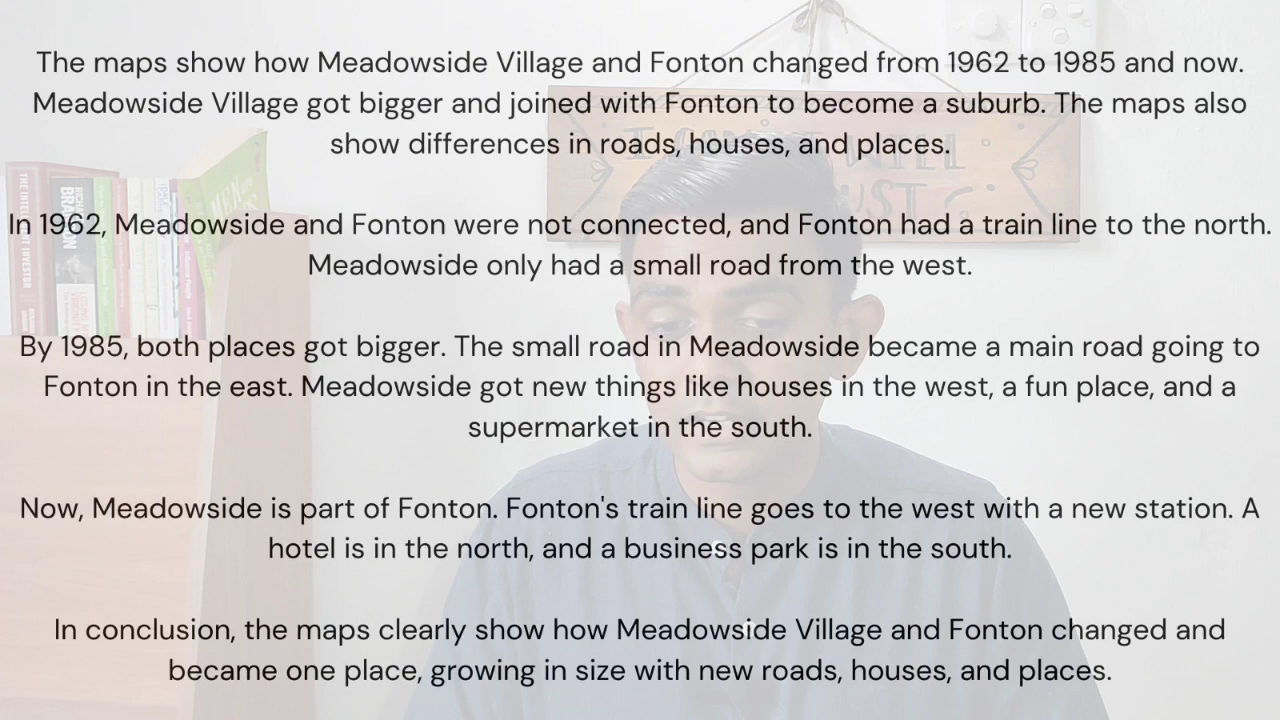 The maps show how Meadowside Village and Fonton changed from 1962 to 1985 and now.
Meadowside Village got bigger and joined with Fonton to become a suburb. The maps also
show differences in roads, houses, and places.
In 1962, Meadowside and Fonton were not connected, and Fonton had a train line to the north.
Meadowside only had a small road from the west.
By 1985, both places got bigger. The small road in Meadowside became a main road going to
Fonton in the east. Meadowside got new things like houses in the west, a fun place, and a
supermarket in the south.
Now, Meadowside is part of Fonton. Fonton's train line goes to the west with a new station. A
hotel is in the north, and a business park is in the south.
In conclusion, the maps clearly show how Meadowside Village and Fonton changed and
became one place, growing in size with new roads, houses, and places.